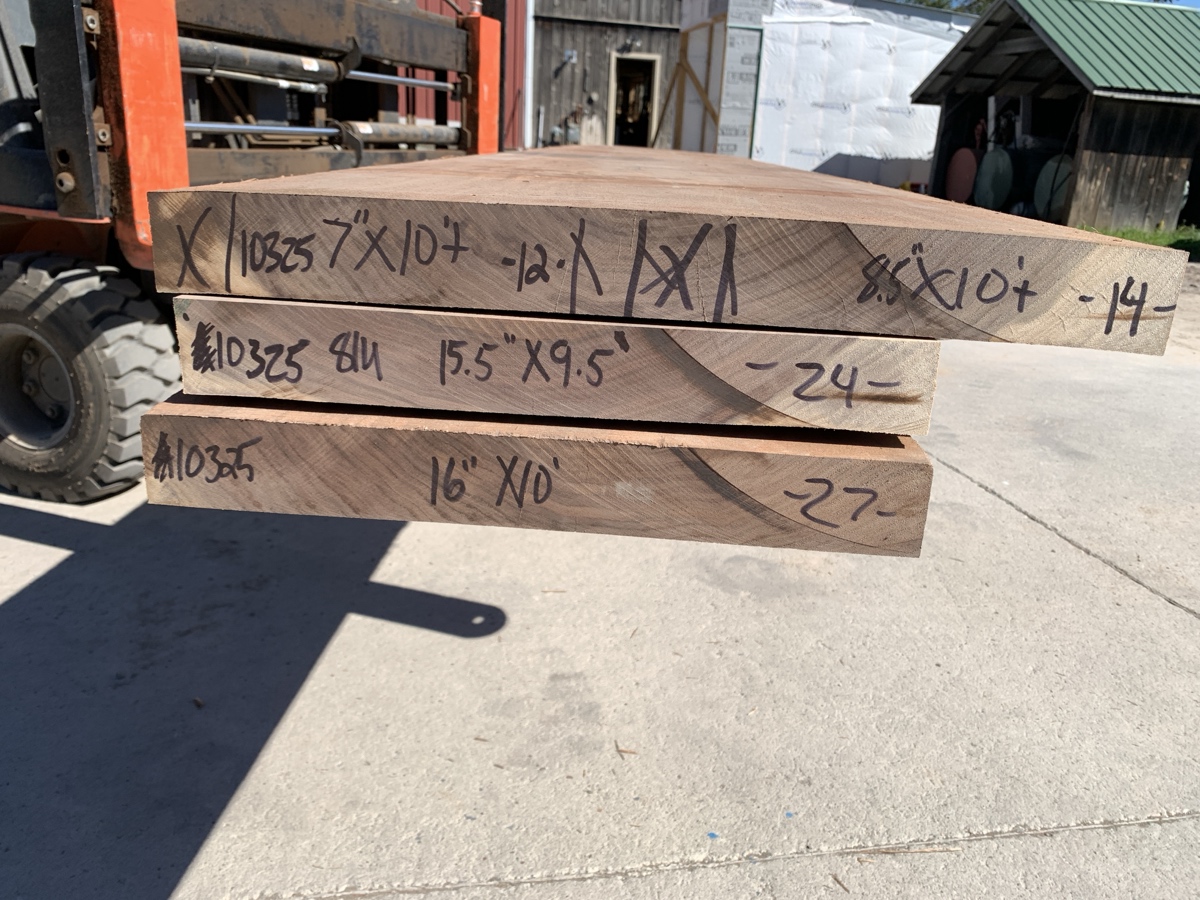 X 10325 7"X10'+ -12- X 8.5"X10'+ -14-
10325 8/4 15.5"X9.5' -24-
10325 16"X10' -27-